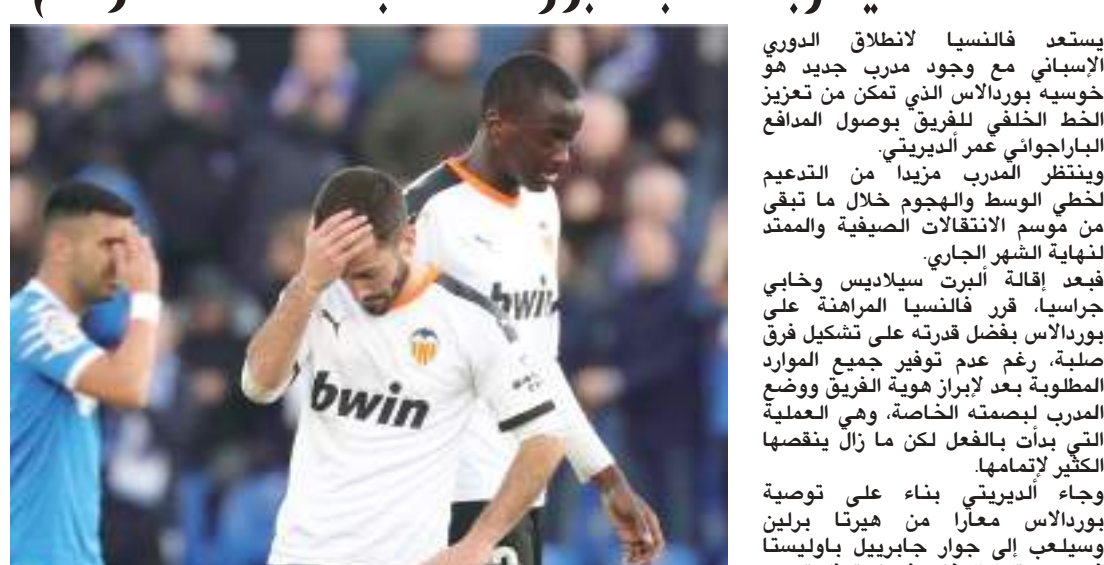 يستعد فالنسيا لانطلاق الدوري
الإسباني مع وجود مدرب جديد هو
خوسيه بوردالاس الذي تمكن من تعزيز
الخط الخلفي للفريق بوصول المدافع
الباراجوائي عمر ألديريتي.
وينتظر المدرب مزيدا من التدعيم
لخطي الوسط والهجوم خلال ما تبقى
من موسم الانتقالات الصيفية والممتد
لنهاية الشهر الجاري.
فبعد إقالة ألبرت سيلاديس وخابي
جراسيا، قرر فالنسيا المراهنة على
بوردالاس بفضل قدرته على تشكيل فرق
صلبة، رغم عدم توفير جميع الموارد
المطلوبة بعد لإبراز هوية الفريق ووضع
المدرب لبصمته الخاصة، وهي العملية
التي بدأت بالفعل لكن ما زال ينقصها
الكثير لإتمامها.
وجاء ألديريتي بناء على توصية
بوردالاس معارا من هيرتا برلين
وسيلعب إلى جوار جابرييل باوليستا
bwin
bwin